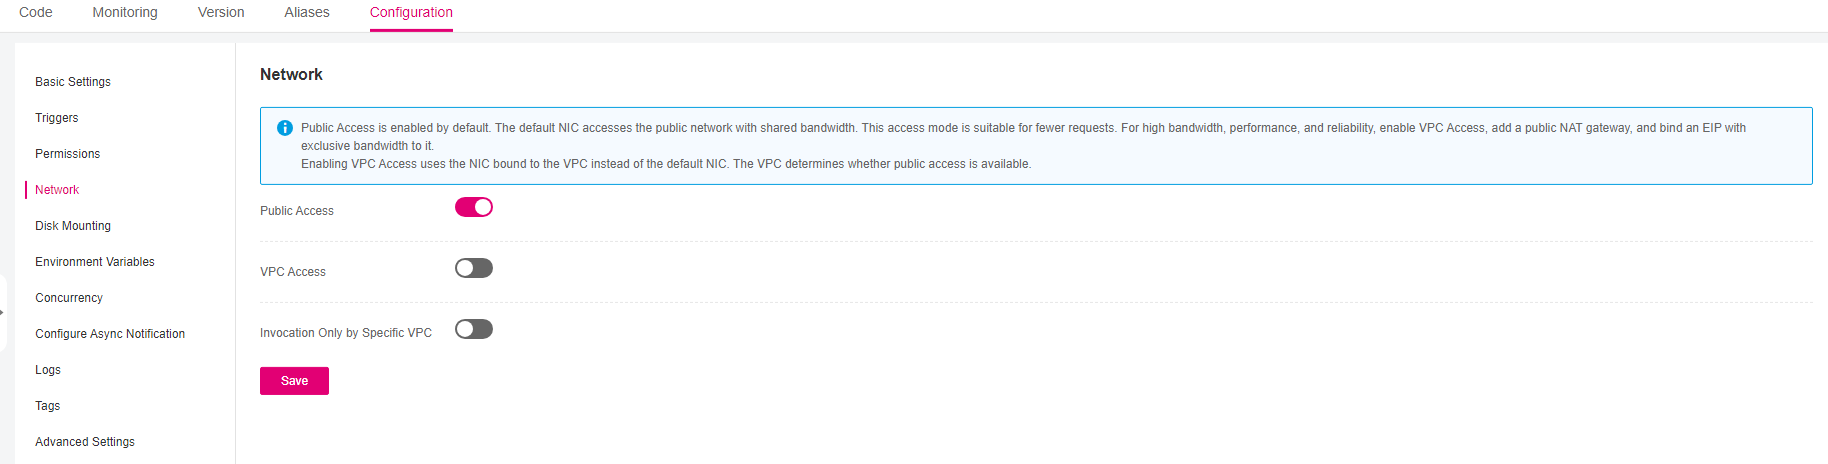 Code Monitoring Version Aliases Configuration
Basic Settings
Triggers
Permissions
Network
Disk Mounting
Environment Variables
Concurrency
Configure Async Notification
Logs
Tags
Advanced Settings
Network
Public Access is enabled by default. The default NIC accesses the public network with shared bandwidth. This access mode is suitable for fewer requests. For high bandwidth, performance, and reliability, enable VPC Access, add a public NAT gateway, and bind an EIP with
exclusive bandwidth to it.
Enabling VPC Access uses the NIC bound to the VPC instead of the default NIC. The VPC determines whether public access is available.
Public Access
VPC Access
Invocation Only by Specific VPC
Save